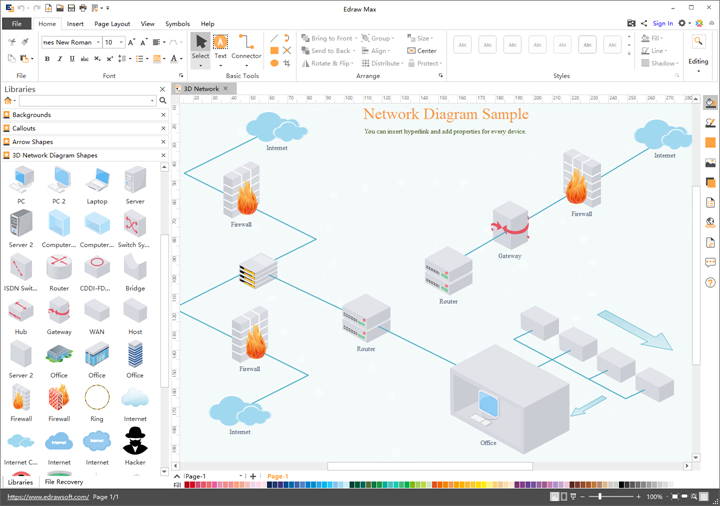 Edraw Max
File Home Insert Page Layout View Symbols Help Sign In
mes New Roman 10
Select Text Connector
Bring to Front Group Size
Send to Back Align Center
Rotate & Flip Distribute Protect
Abc Abc Abc Abc Abc Abc Abc
Fill
Line
Shadow
Editing
File Font Basic Tools Arrange Styles
Libraries
3D Network
Backgrounds
Callouts
Arrow Shapes
3D Network Diagram Shapes
PC PC 2 Laptop Server
Server 2 Computer... Computer... Switch Sy...
ISDN Swit... Router CDDI-FD... Bridge
Hub Gateway WAN Host
Server 2 Office Office Office
Firewall Firewall Ring Internet
Internet C... Internet Internet Hacker
Libraries File Recovery
Network Diagram Sample
You can insert hyperlink and add properties for every device.
Internet
Internet
Firewall
Firewall
Gateway
Router
Router
Firewall
Internet
Office
Page-1 Page-1
Fill
https://www.edrawsoft.com/ Page 1/1 100%